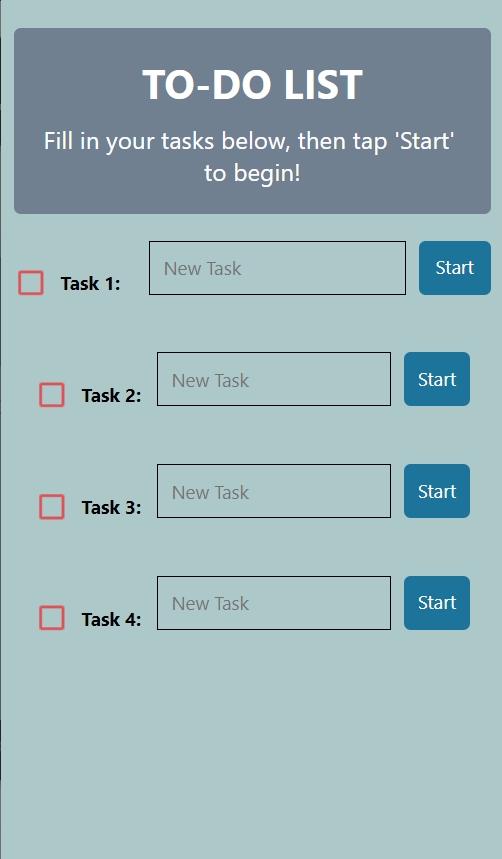 TO-DO LIST
Fill in your tasks below, then tap 'Start'
to begin!
Task 1: New Task Start
Task 2: New Task Start
Task 3: New Task Start
Task 4: New Task Start